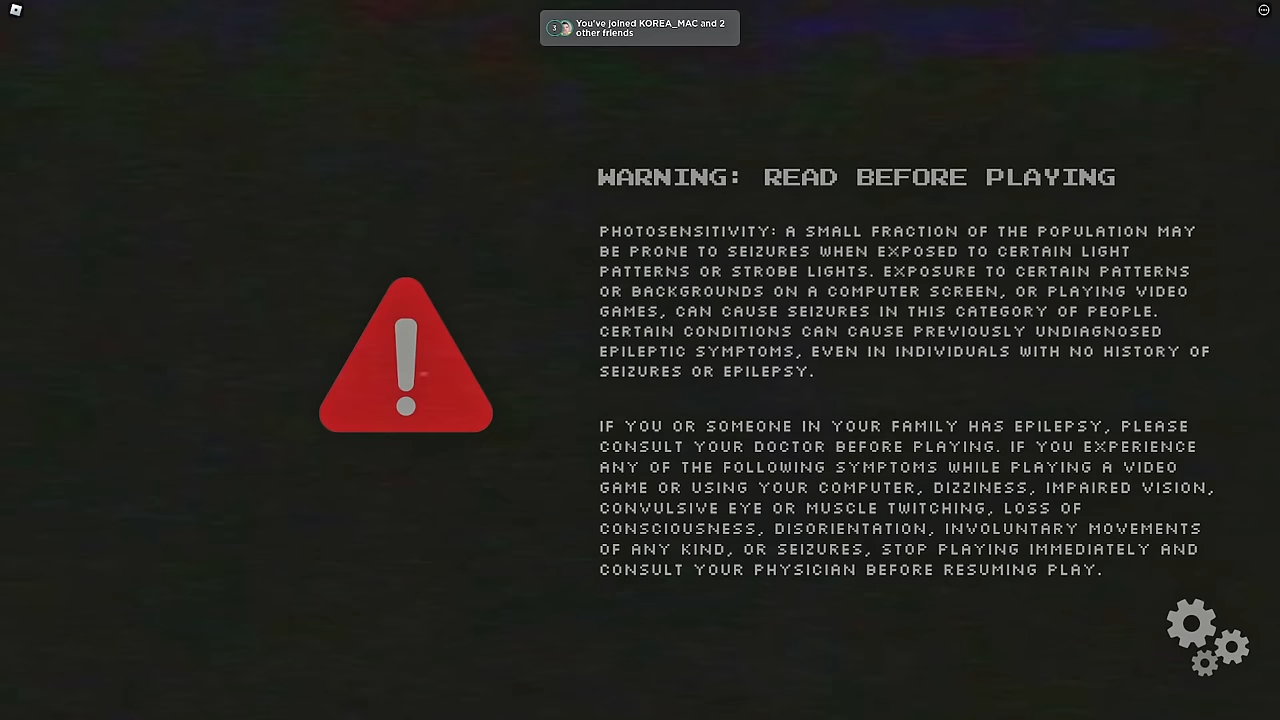 3 You've joined KOREA_MAC and 2
other friends
WARNING: READ BEFORE PLAYING
PHOTOSENSITIVITY: A SMALL FRACTION OF THE POPULATION MAY
BE PRONE TO SEIZURES WHEN EXPOSED TO CERTAIN LIGHT
PATTERNS OR STROBE LIGHTS. EXPOSURE TO CERTAIN PATTERNS
OR BACKGROUNDS ON A COMPUTER SCREEN, OR PLAYING VIDEO
GAMES, CAN CAUSE SEIZURES IN THIS CATEGORY OF PEOPLE.
CERTAIN CONDITIONS CAN CAUSE PREVIOUSLY UNDIAGNOSED
EPILEPTIC SYMPTOMS, EVEN IN INDIVIDUALS WITH NO HISTORY OF
SEIZURES OR EPILEPSY.
IF YOU OR SOMEONE IN YOUR FAMILY HAS EPILEPSY, PLEASE
CONSULT YOUR DOCTOR BEFORE PLAYING. IF YOU EXPERIENCE
ANY OF THE FOLLOWING SYMPTOMS WHILE PLAYING A VIDEO
GAME OR USING YOUR COMPUTER, DIZZINESS, IMPAIRED VISION,
CONVULSIVE EYE OR MUSCLE TWITCHING, LOSS OF
CONSCIOUSNESS, DISORIENTATION, INVOLUNTARY MOVEMENTS
OF ANY KIND, OR SEIZURES, STOP PLAYING IMMEDIATELY AND
CONSULT YOUR PHYSICIAN BEFORE RESUMING PLAY.